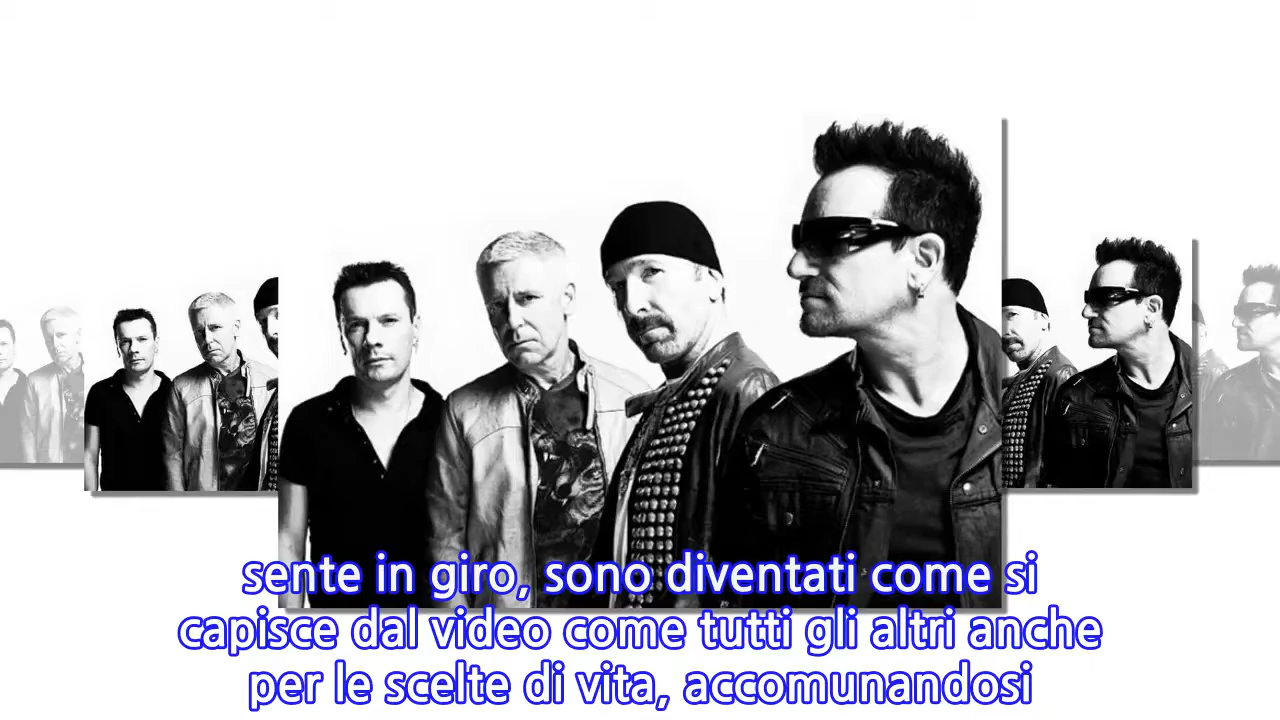 sente in giro, sono diventati come si
capisce dal video come tutti gli altri anche
per le scelte di vita, accomunandosi